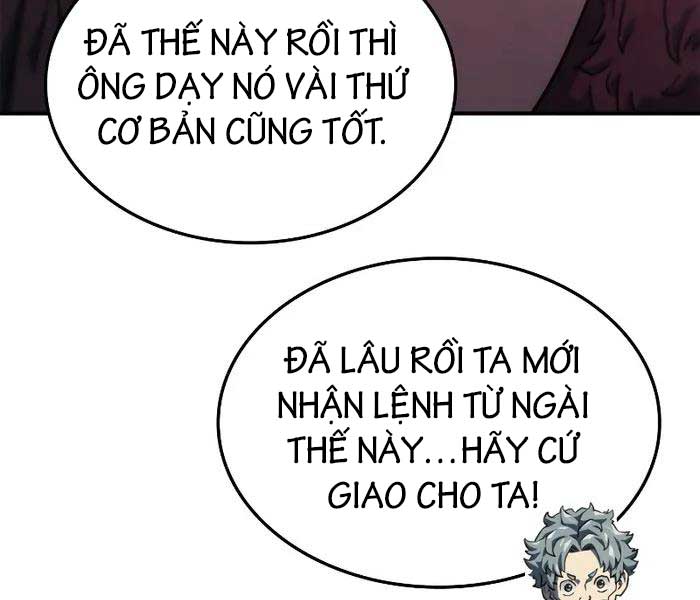 ĐÃ THẾ NÀY RỒI THÌ
ÔNG DẠY NÓ VÀI THỨ
CƠ BẢN CŨNG TỐT.
ĐÃ LÂU RỒI TA MỚI
NHẬN LỆNH TỪ NGÀI
THẾ NÀY...HÃY CỨ
GIAO CHO TA!